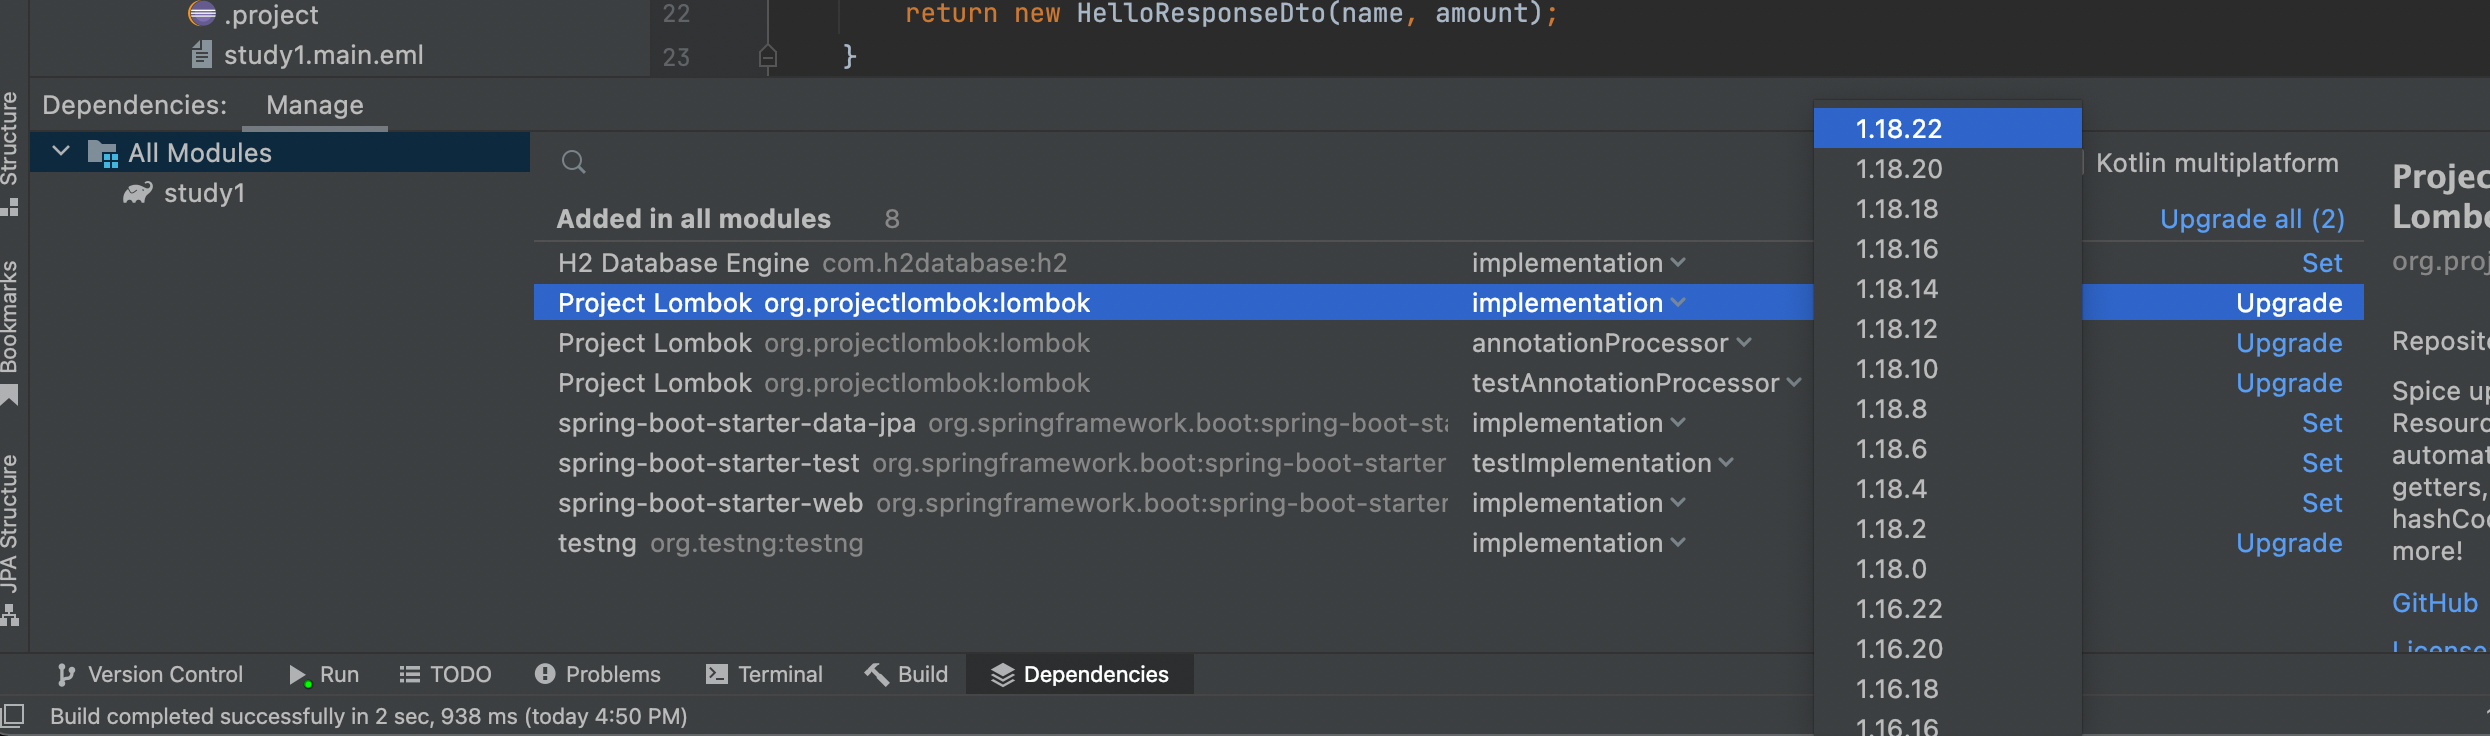 .project
study1.main.eml
22 return new HelloResponseDto(name, amount);
23 }
Structure
Bookmarks
JPA Structure
Dependencies: Manage
All Modules
study1
Kotlin multiplatform
Added in all modules 8 Upgrade all (2)
H2 Database Engine com.h2database:h2 implementation Set
Project Lombok org.projectlombok:lombok implementation Upgrade
Project Lombok org.projectlombok:lombok annotationProcessor Upgrade
Project Lombok org.projectlombok:lombok testAnnotationProcessor Upgrade
spring-boot-starter-data-jpa org.springframework.boot:spring-boot-sta implementation Set
spring-boot-starter-test org.springframework.boot:spring-boot-starter testImplementation Set
spring-boot-starter-web org.springframework.boot:spring-boot-starter implementation Set
testng org.testng:testng implementation Upgrade
1.18.22
1.18.20
1.18.18
1.18.16
1.18.14
1.18.12
1.18.10
1.18.8
1.18.6
1.18.4
1.18.2
1.18.0
1.16.22
1.16.20
1.16.18
1.16.16
Projec
Lombo
org.proj
Reposito
Spice up
Resourc
automat
getters,
hashCod
more!
GitHub
License
Version Control Run TODO Problems Terminal Build Dependencies
Build completed successfully in 2 sec, 938 ms (today 4:50 PM)